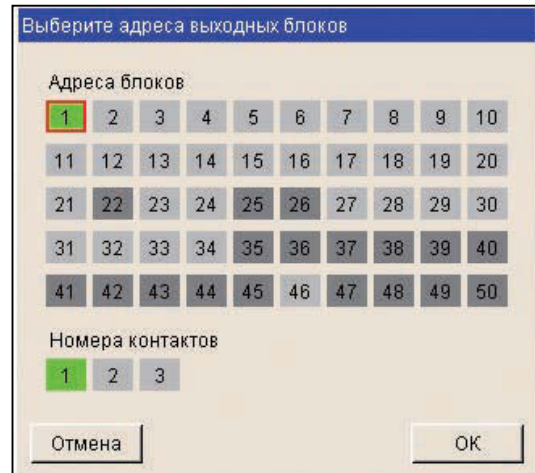 Выберите адреса выходных блоков
Адреса блоков
1 2 3 4 5 6 7 8 9 10
11 12 13 14 15 16 17 18 19 20
21 22 23 24 25 26 27 28 29 30
31 32 33 34 35 36 37 38 39 40
41 42 43 44 45 46 47 48 49 50
Номера контактов
1 2 3
Отмена OK